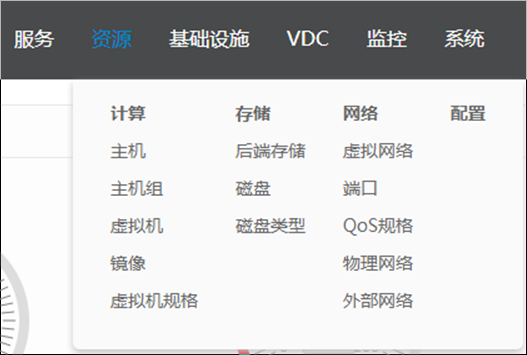 服务 资源 基础设施 VDC 监控 系统
计算 存储 网络 配置
主机 后端存储 虚拟网络
主机组 磁盘 端口
虚拟机 磁盘类型 QoS规格
镜像 物理网络
虚拟机规格 外部网络